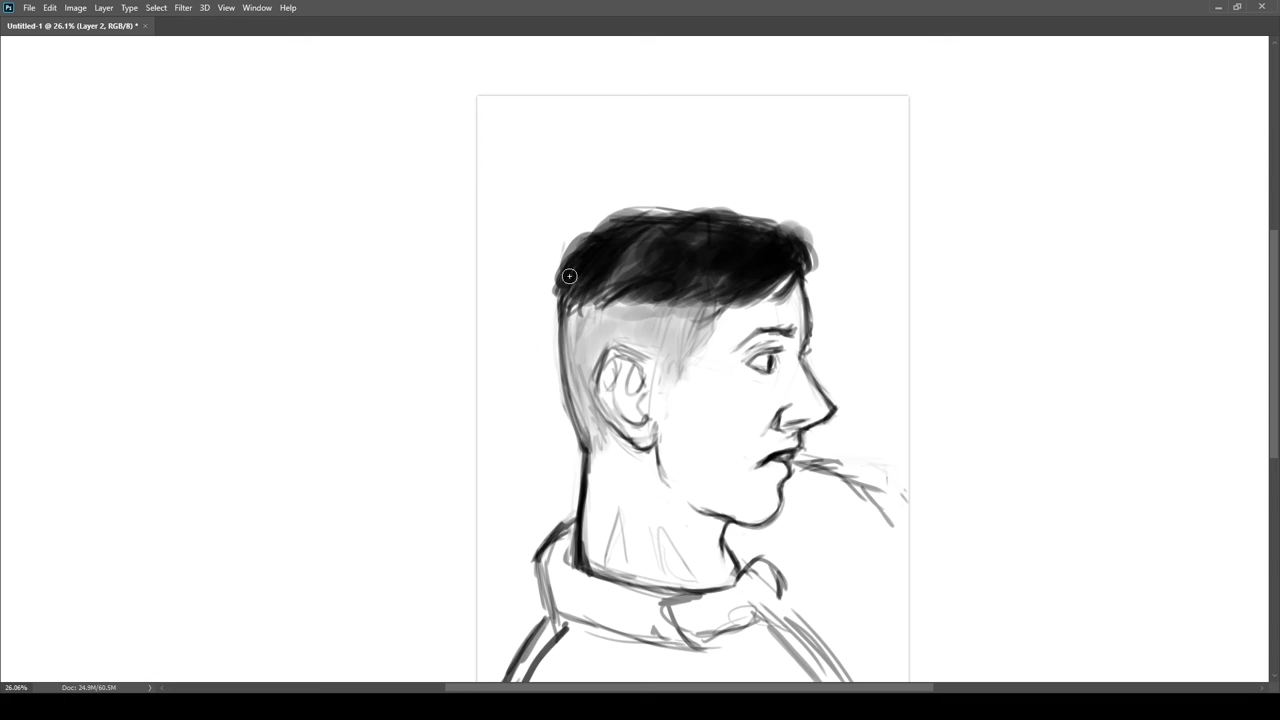 Ps File Edit Image Layer Type Select Filter 3D View Window Help
Untitled-1 @ 26.1% (Layer 2, RGB/8) * ×
26.06% Doc: 24.9M/60.5M